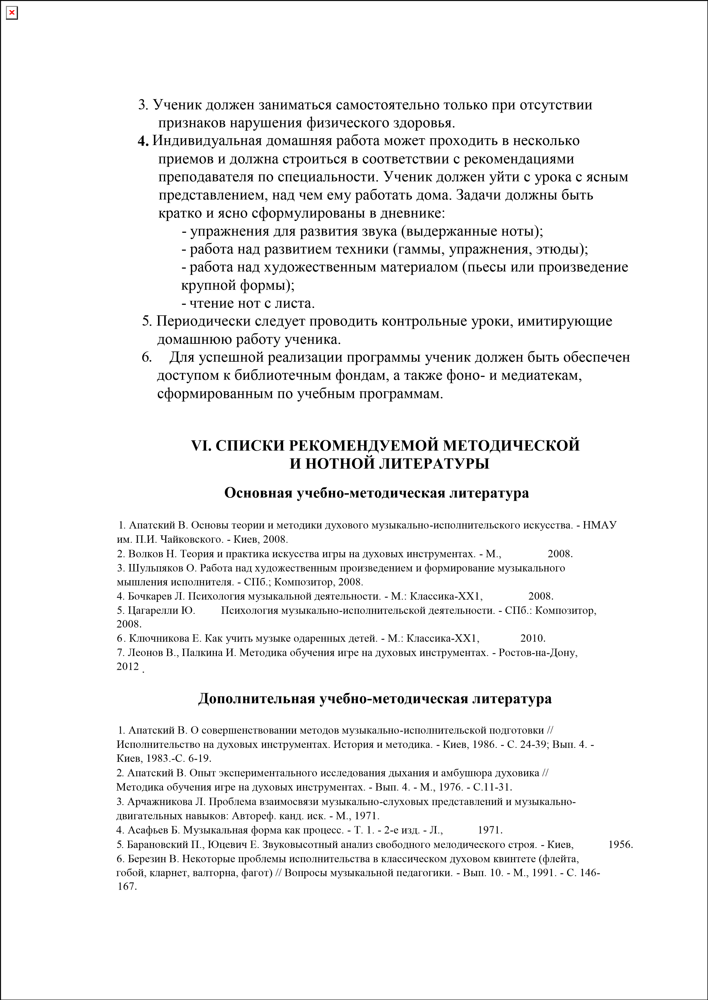 3. Ученик должен заниматься самостоятельно только при отсутствии
признаков нарушения физического здоровья.
4. Индивидуальная домашняя работа может проходить в несколько
приемов и должна строиться в соответствии с рекомендациями
преподавателя по специальности. Ученик должен уйти с урока с ясным
представлением, над чем ему работать дома. Задачи должны быть
кратко и ясно сформулированы в дневнике:
- упражнения для развития звука (выдержанные ноты);
- работа над развитием техники (гаммы, упражнения, этюды);
- работа над художественным материалом (пьесы или произведение
крупной формы);
- чтение нот с листа.
5. Периодически следует проводить контрольные уроки, имитирующие
домашнюю работу ученика.
6. Для успешной реализации программы ученик должен быть обеспечен
доступом к библиотечным фондам, а также фоно- и медиатекам,
сформированным по учебным программам.
VI. СПИСКИ РЕКОМЕНДУЕМОЙ МЕТОДИЧЕСКОЙ
И НОТНОЙ ЛИТЕРАТУРЫ
Основная учебно-методическая литература
1. Апатский В. Основы теории и методики духового музыкально-исполнительского искусства. - НМАУ
им. П.И. Чайковского. - Киев, 2008.
2. Волков Н. Теория и практика искусства игры на духовых инструментах. - М., 2008.
3. Шульпяков О. Работа над художественным произведением и формирование музыкального
мышления исполнителя. - СПб.; Композитор, 2008.
4. Бочкарев Л. Психология музыкальной деятельности. - М.: Классика-ХХ1, 2008.
5. Цагарелли Ю. Психология музыкально-исполнительской деятельности. - СПб.: Композитор,
2008.
6. Ключникова Е. Как учить музыке одаренных детей. - М.: Классика-ХХ1, 2010.
7. Леонов В., Палкина И. Методика обучения игре на духовых инструментах. - Ростов-на-Дону,
2012 .
Дополнительная учебно-методическая литература
1. Апатский В. О совершенствовании методов музыкально-исполнительской подготовки //
Исполнительство на духовых инструментах. История и методика. - Киев, 1986. - С. 24-39; Вып. 4. -
Киев, 1983.-С. 6-19.
2. Апатский В. Опыт экспериментального исследования дыхания и амбушюра духовика //
Методика обучения игре на духовых инструментах. - Вып. 4. - М., 1976. - С.11-31.
3. Арчажникова Л. Проблема взаимосвязи музыкально-слуховых представлений и музыкально-
двигательных навыков: Автореф. канд. иск. - М., 1971.
4. Асафьев Б. Музыкальная форма как процесс. - Т. 1. - 2-е изд. - Л., 1971.
5. Барановский П., Юцевич Е. Звуковысотный анализ свободного мелодического строя. - Киев, 1956.
6. Березин В. Некоторые проблемы исполнительства в классическом духовом квинтете (флейта,
гобой, кларнет, валторна, фагот) // Вопросы музыкальной педагогики. - Вып. 10. - М., 1991. - С. 146-
167.